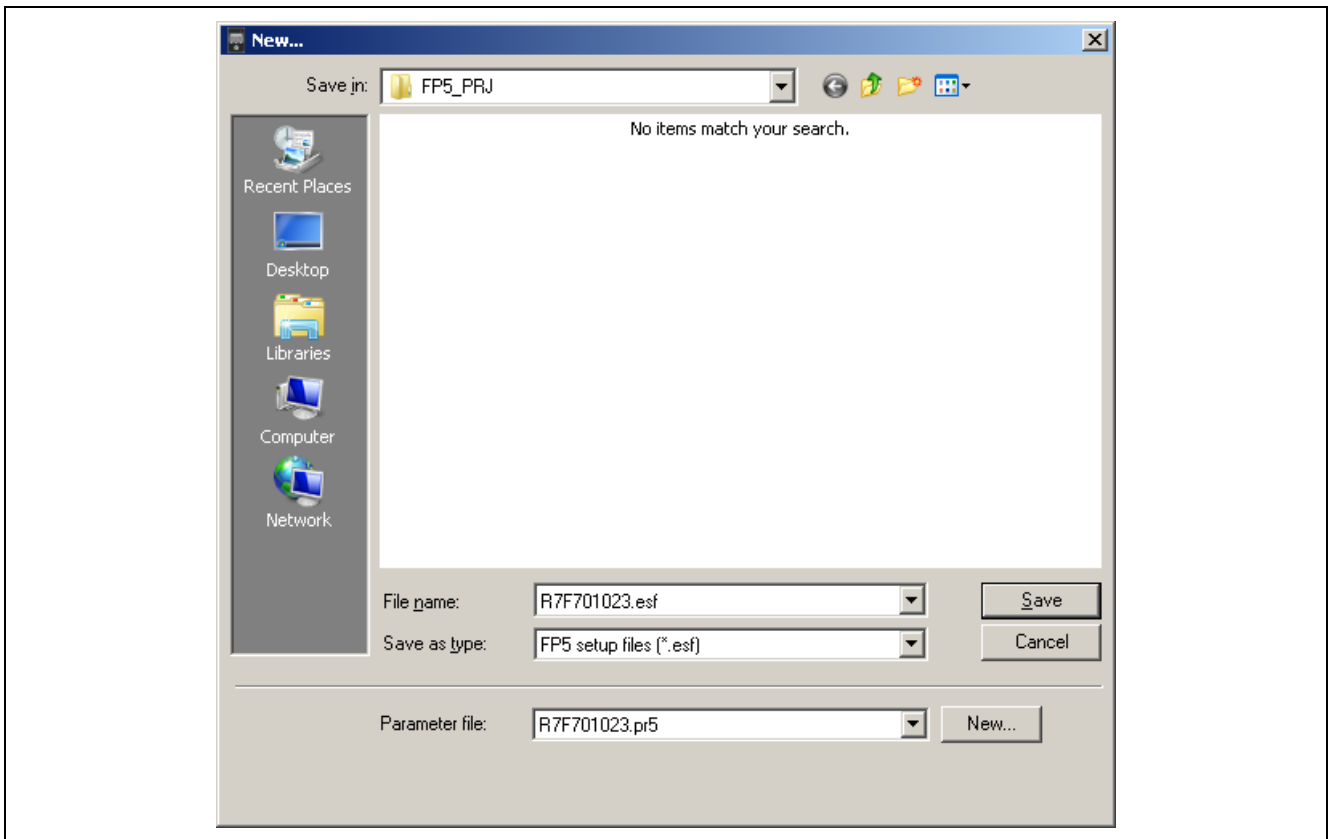 New...
Save in: FP5_PRJ
No items match your search.
Recent Places
Desktop
Libraries
Computer
Network
File name: R7F701023.esf Save
Save as type: FP5 setup files (*.esf) Cancel
Parameter file: R7F701023.pr5 New...